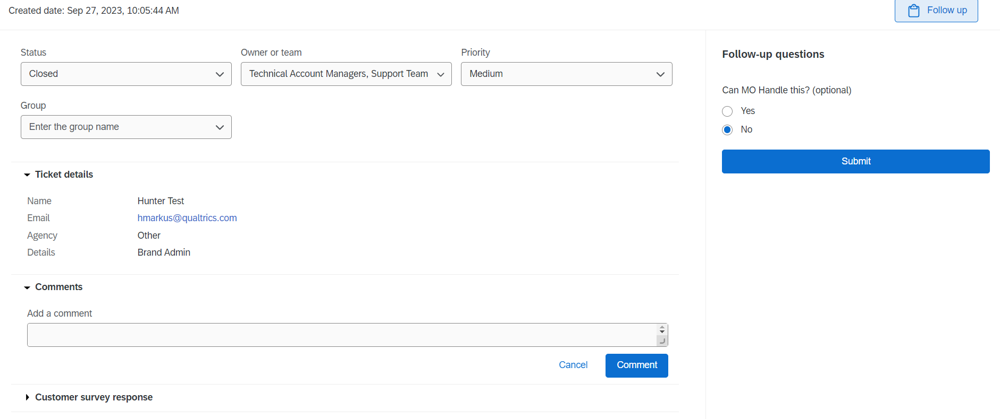 Created date: Sep 27, 2023, 10:05:44 AM
Follow up
Status
Owner or team
Priority
Closed
Technical Account Managers, Support Team
Medium
Group
Enter the group name
Ticket details
Name Hunter Test
Email hmarkus@qualtrics.com
Agency Other
Details Brand Admin
Comments
Add a comment
Cancel
Comment
Customer survey response
Follow-up questions
Can MO Handle this? (optional)
Yes
No
Submit